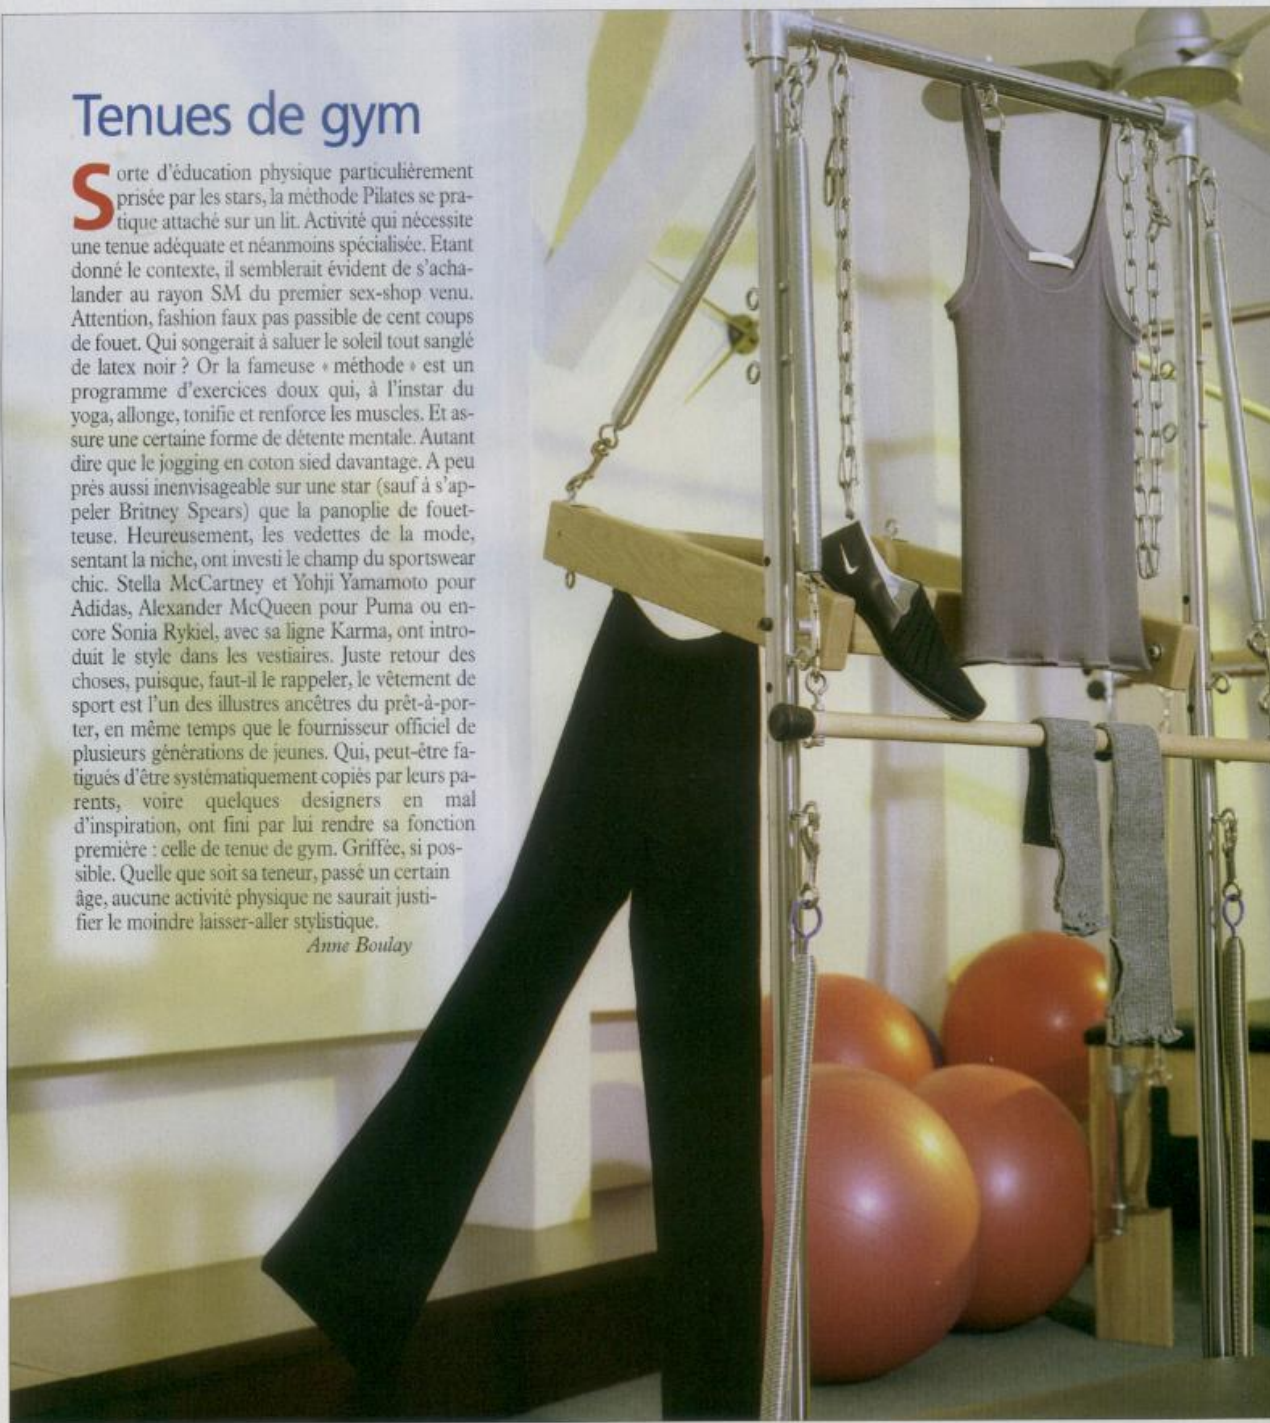 Tenues de gym
Sorte d'éducation physique particulièrement
prisée par les stars, la méthode Pilates se pra-
tique attaché sur un lit. Activité qui nécessite
une tenue adéquate et néanmoins spécialisée. Etant
donné le contexte, il semblerait évident de s'acha-
lander au rayon SM du premier sex-shop venu.
Attention, fashion faux pas passible de cent coups
de fouet. Qui songerait à saluer le soleil tout sanglé
de latex noir ? Or la fameuse « méthode » est un
programme d'exercices doux qui, à l'instar du
yoga, allonge, tonifie et renforce les muscles. Et as-
sure une certaine forme de détente mentale. Autant
dire que le jogging en coton sied davantage. A peu
près aussi inenvisageable sur une star (sauf à s'ap-
peler Britney Spears) que la panoplie de fouet-
teuse. Heureusement, les vedettes de la mode,
sentant la niche, ont investi le champ du sportswear
chic. Stella McCartney et Yohji Yamamoto pour
Adidas, Alexander McQueen pour Puma ou en-
core Sonia Rykiel, avec sa ligne Karma, ont intro-
duit le style dans les vestiaires. Juste retour des
choses, puisque, faut-il le rappeler, le vêtement de
sport est l'un des illustres ancêtres du prêt-à-por-
ter, en même temps que le fournisseur officiel de
plusieurs générations de jeunes. Qui, peut-être fa-
tigués d'être systématiquement copiés par leurs pa-
rents, voire quelques designers en mal
d'inspiration, ont fini par lui rendre sa fonction
première : celle de tenue de gym. Griffée, si pos-
sible. Quelle que soit sa teneur, passé un certain
âge, aucune activité physique ne saurait justi-
fier le moindre laisser-aller stylistique.
Anne Boulay